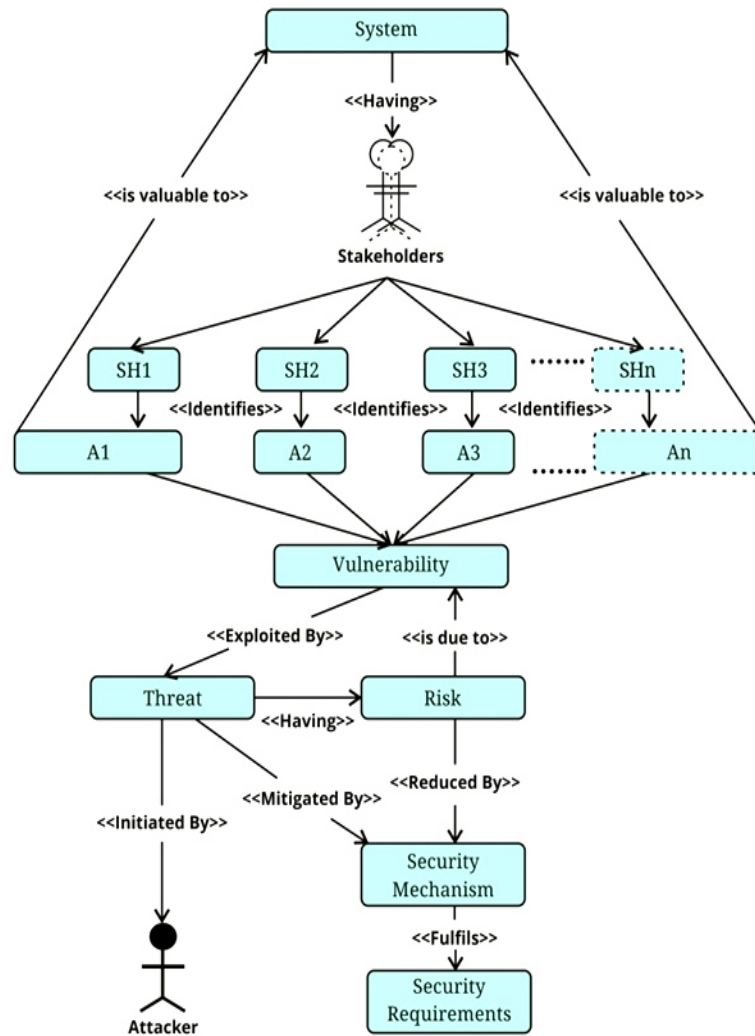 System
<<Having>>
<<is valuable to>>
<<is valuable to>>
Stakeholders
SH1
SH2
SH3
SHn
<<Identifies>>
<<Identifies>>
<<Identifies>>
A1
A2
A3
An
Vulnerability
<<Exploited By>>
<<is due to>>
Threat
<<Having>>
Risk
<<Mitigated By>>
<<Reduced By>>
<<Initiated By>>
Security
Mechanism
<<Fulfils>>
Security
Requirements
Attacker